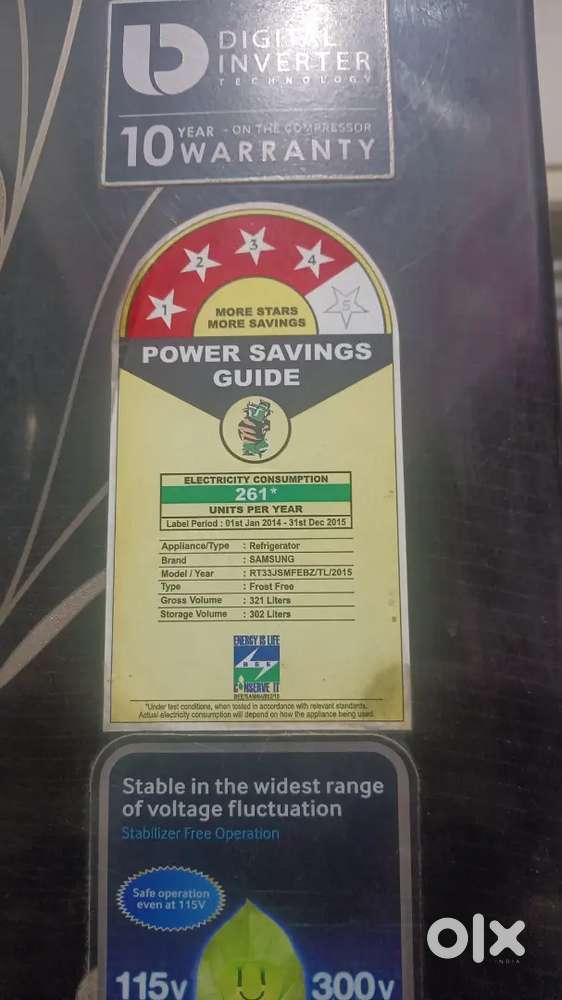 DIGITAL
INVERTER
TECHNOLOGY
10 YEAR - ON THE COMPRESSOR
WARRANTY
1 2 3 4 5
MORE STARS
MORE SAVINGS
POWER SAVINGS
GUIDE
ELECTRICITY CONSUMPTION
261*
UNITS PER YEAR
Label Period : 01st Jan 2014 - 31st Dec 2015
Appliance/Type : Refrigerator
Brand : SAMSUNG
Model / Year : RT33JSMFEBZ/TL/2015
Type : Frost Free
Gross Volume : 321 Liters
Storage Volume : 302 Liters
ENERGY IS LIFE
BEE
CONSERVE IT
*Under test conditions, when tested in accordance with relevant standards.
Actual electricity consumption will depend on how the appliance being used.
Stable in the widest range
of voltage fluctuation
Stabilizer Free Operation
Safe operation
even at 115V
115v 300v
olx
INDIA